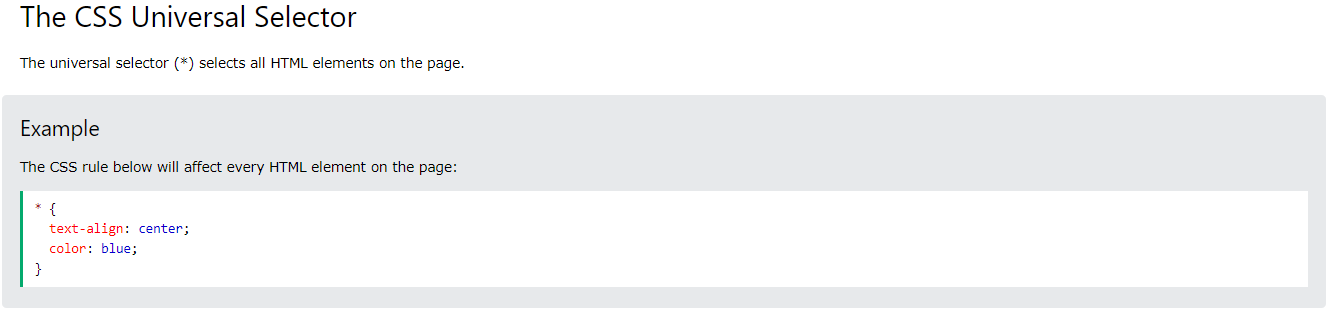 The CSS Universal Selector
The universal selector (*) selects all HTML elements on the page.
Example
The CSS rule below will affect every HTML element on the page:
* {
  text-align: center;
  color: blue;
}